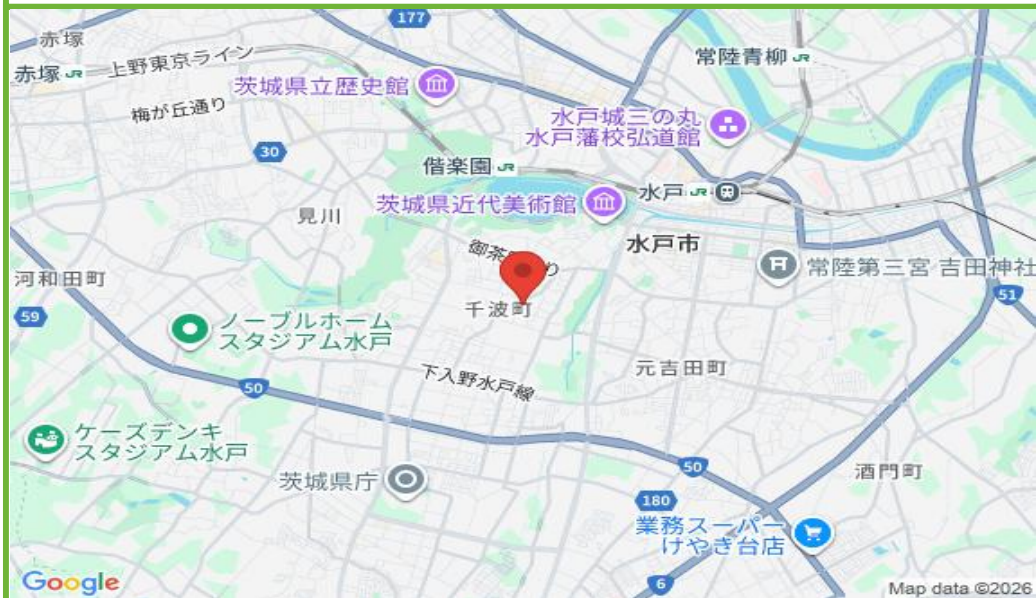 177
赤塚
赤塚 JR
上野東京ライン
常陸青柳 JR
茨城県立歴史館
梅が丘通り
水戸城三の丸
水戸藩校弘道館
30
偕楽園 JR
水戸 JR
茨城県近代美術館
見川
水戸市
御茶
り
常陸第三宮 吉田神社
河和田町
51
千波町
59
ノーブルホーム
スタジアム水戸
元吉田町
下入野水戸線
50
ケーズデンキ
スタジアム水戸
50
酒門町
茨城県庁
180
業務スーパー
けやき台店
6
Google
Map data ©2026